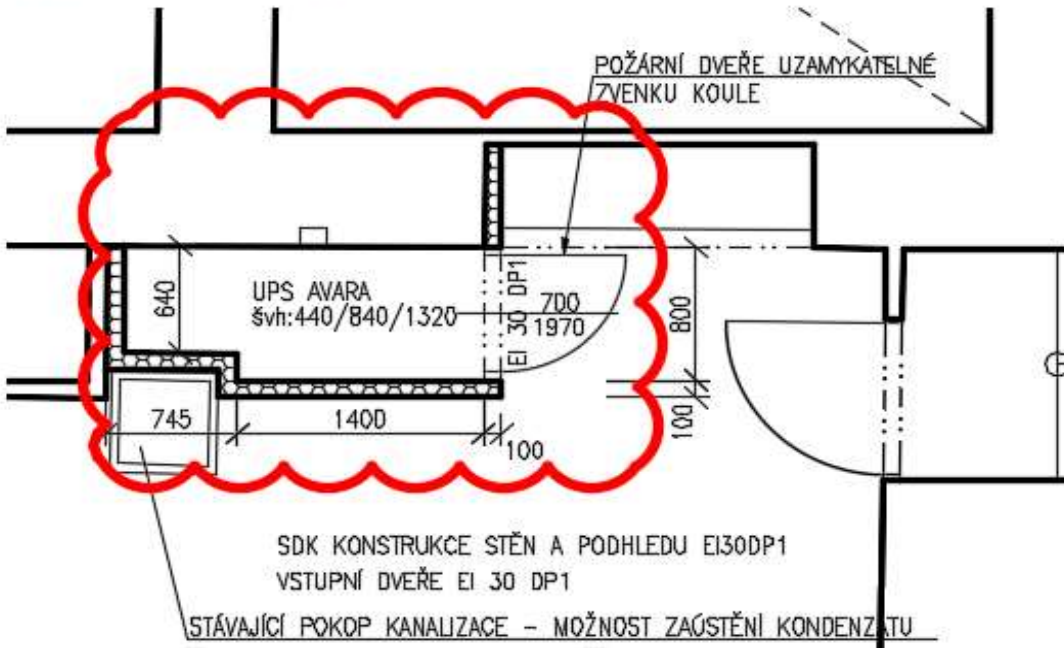 POŽÁRNÍ DVEŘE UZAMYKATELNÉ
ZVENKU KOULE
640
UPS AVARA
švh:440/840/1320
EI 30 DP1
700
1970
800
100
745
1400
100
SDK KONSTRUKCE STĚN A PODHLEDU EI30DP1
VSTUPNÍ DVEŘE EI 30 DP1
STÁVAJÍCÍ POKOP KANALIZACE – MOŽNOST ZAÚSTĚNÍ KONDENZÁTU